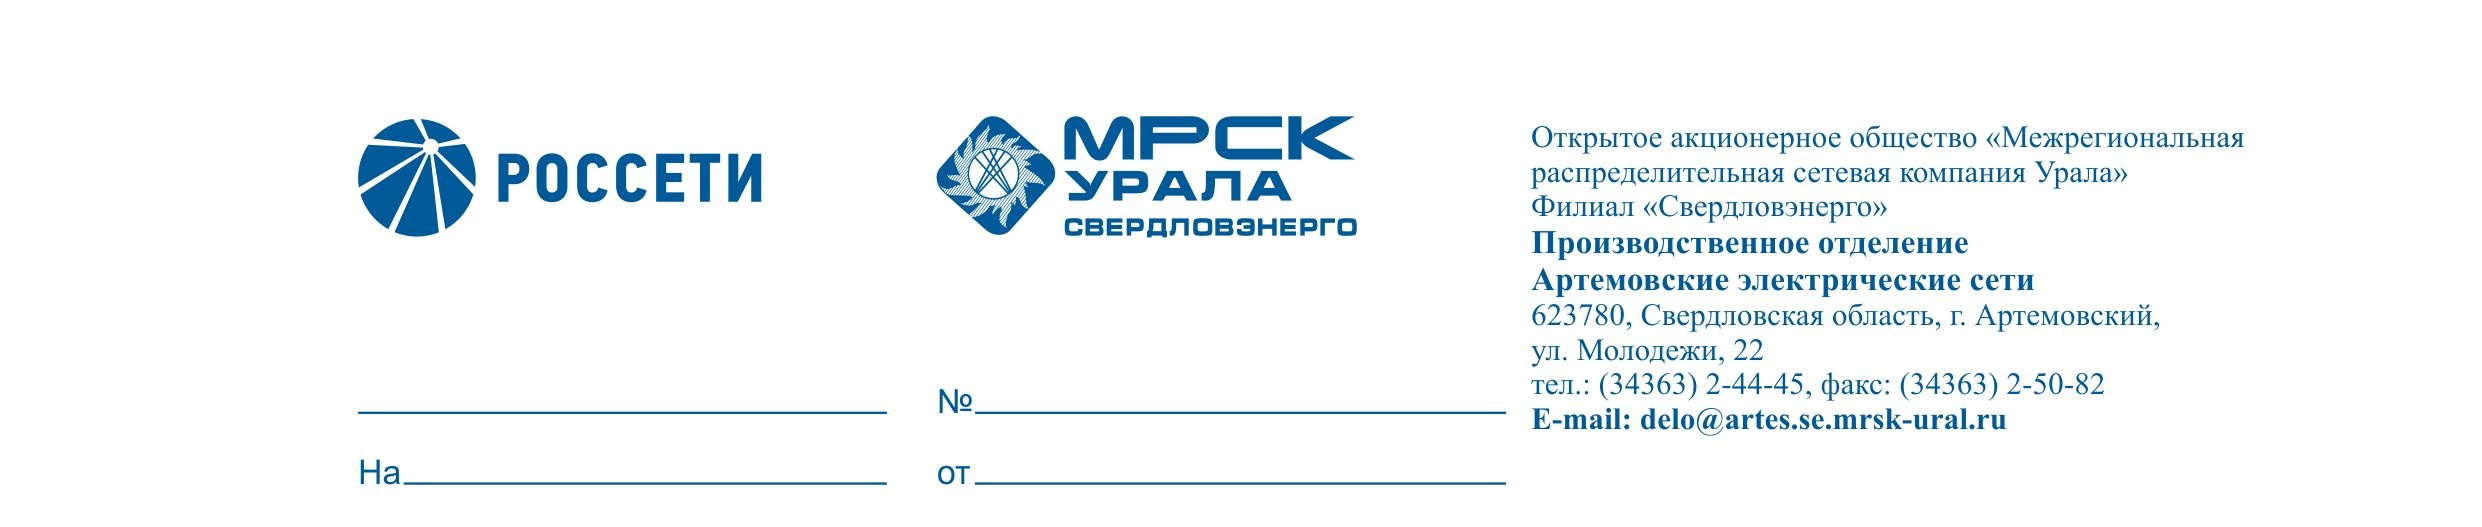 РОССЕТИ
МРСК
УРАЛА
СВЕРДЛОВЭНЕРГО
Открытое акционерное общество «Межрегиональная
распределительная сетевая компания Урала»
Филиал «Свердловэнерго»
Производственное отделение
Артемовские электрические сети
623780, Свердловская область, г. Артемовский,
ул. Молодежи, 22
тел.: (34363) 2-44-45, факс: (34363) 2-50-82
E-mail: delo@artes.se.mrsk-ural.ru
№
На
от